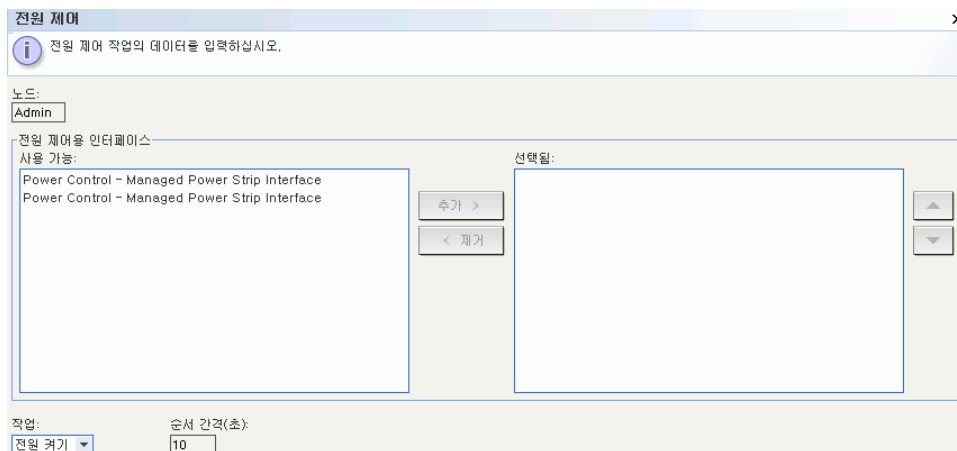 전원 제어
전원 제어 작업의 데이터를 입력하십시오.
노드:
Admin
전원 제어용 인터페이스
사용 가능:
Power Control - Managed Power Strip Interface
Power Control - Managed Power Strip Interface
추가 >
< 제거
선택됨:
작업:
전원 켜기
순서 간격(초):
10